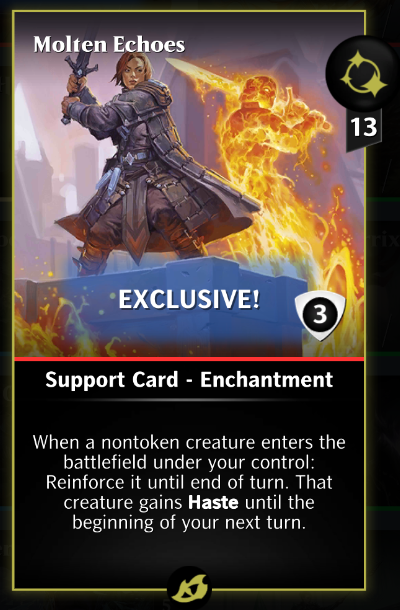 Molten Echoes
13
EXCLUSIVE!
3
Support Card - Enchantment
When a nontoken creature enters the
battlefield under your control:
Reinforce it until end of turn. That
creature gains Haste until the
beginning of your next turn.